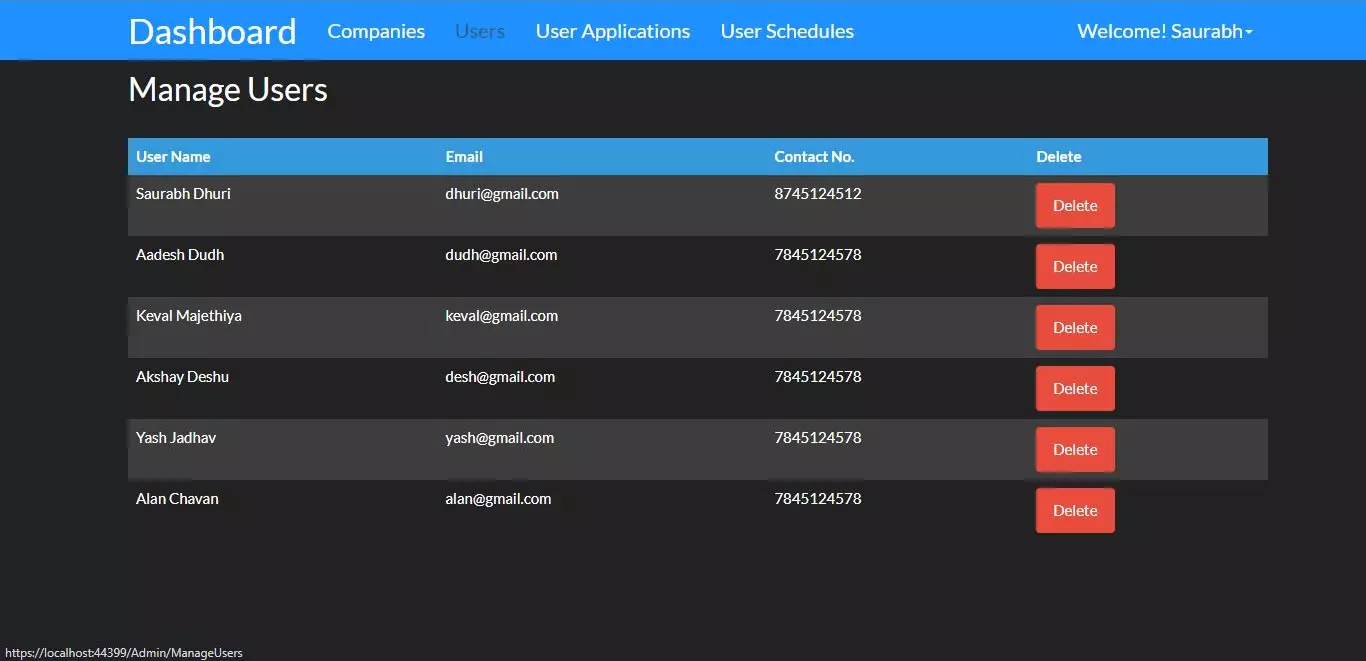 Dashboard Companies Users User Applications User Schedules Welcome! Saurabh
Manage Users
User Name Email Contact No. Delete
Saurabh Dhuri dhuri@gmail.com 8745124512 Delete
Aadesh Dudh dudh@gmail.com 7845124578 Delete
Keval Majethiya keval@gmail.com 7845124578 Delete
Akshay Deshu desh@gmail.com 7845124578 Delete
Yash Jadhav yash@gmail.com 7845124578 Delete
Alan Chavan alan@gmail.com 7845124578 Delete
https://localhost:44399/Admin/ManageUsers